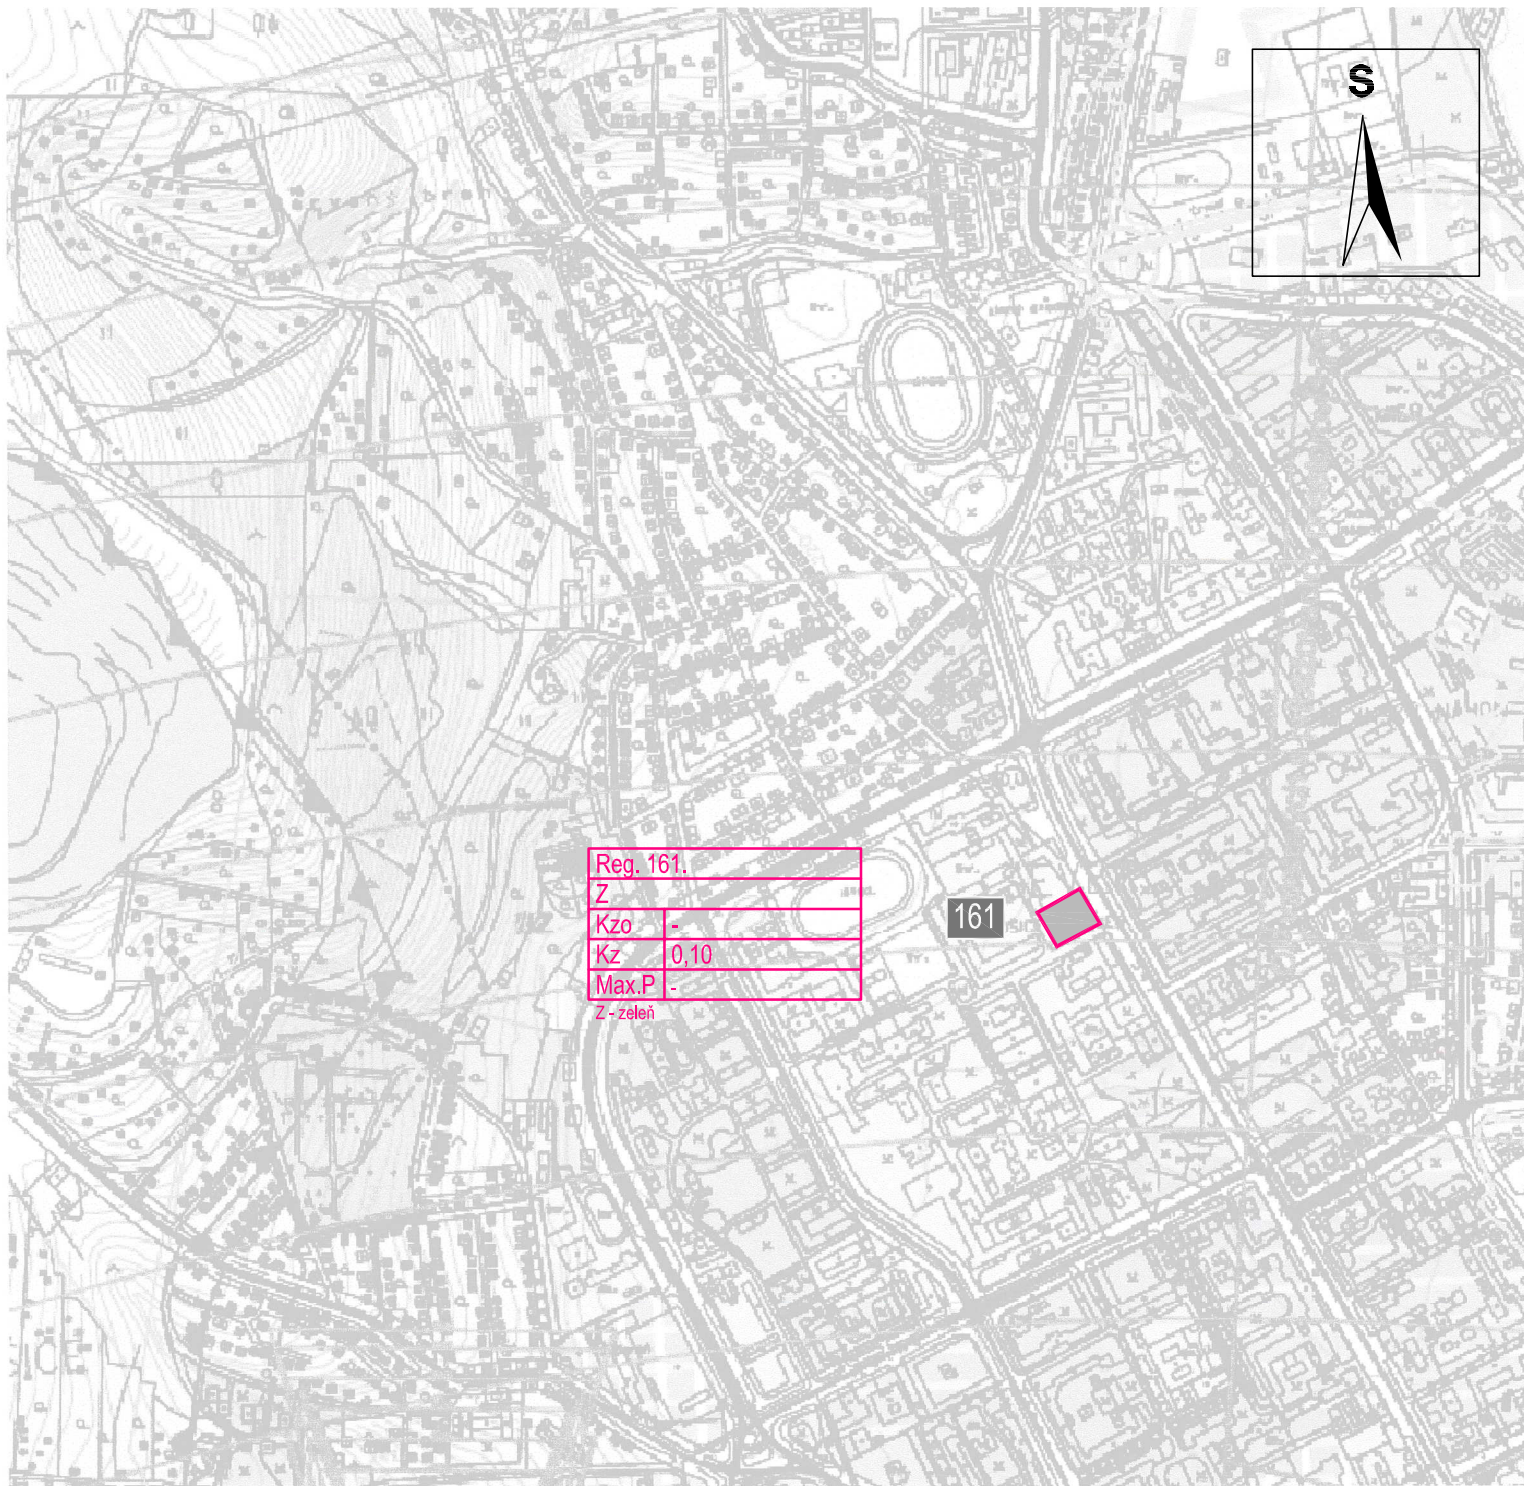 S
Reg. 161.
Z
Kzo -
Kz 0,10
Max.P -
Z - zeleň
161